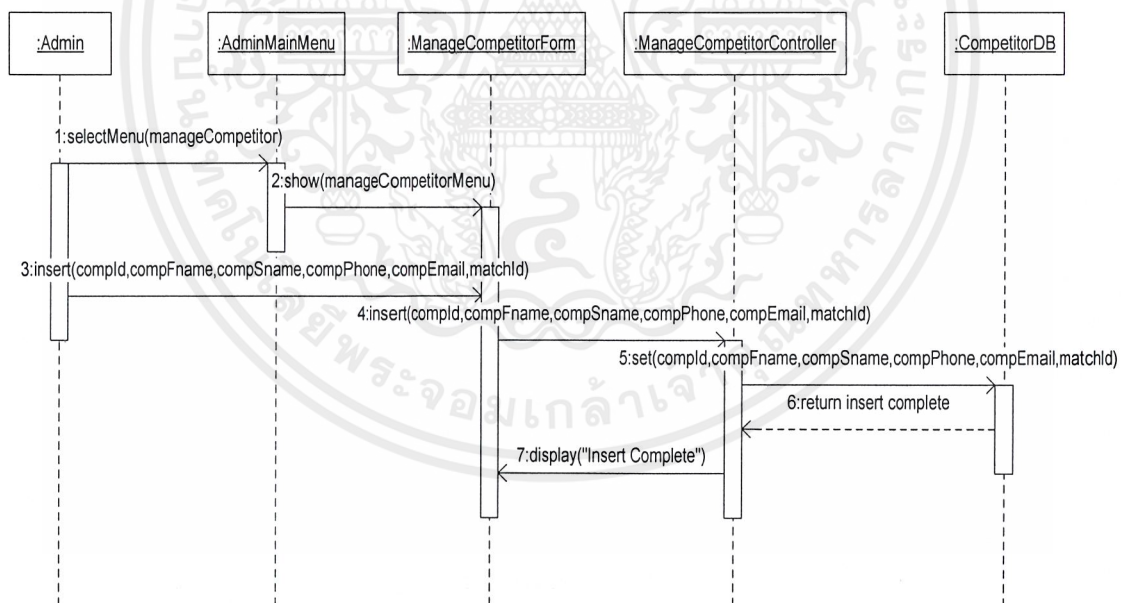 :Admin
:AdminMainMenu
:ManageCompetitorForm
:ManageCompetitorController
:CompetitorDB
1:selectMenu(manageCompetitor)
2:show(manageCompetitorMenu)
3:insert(compId,compFname,compSname,compPhone,compEmail,matchId)
4:insert(compId,compFname,compSname,compPhone,compEmail,matchId)
5:set(compId,compFname,compSname,compPhone,compEmail,matchId)
6:return insert complete
7:display("Insert Complete")